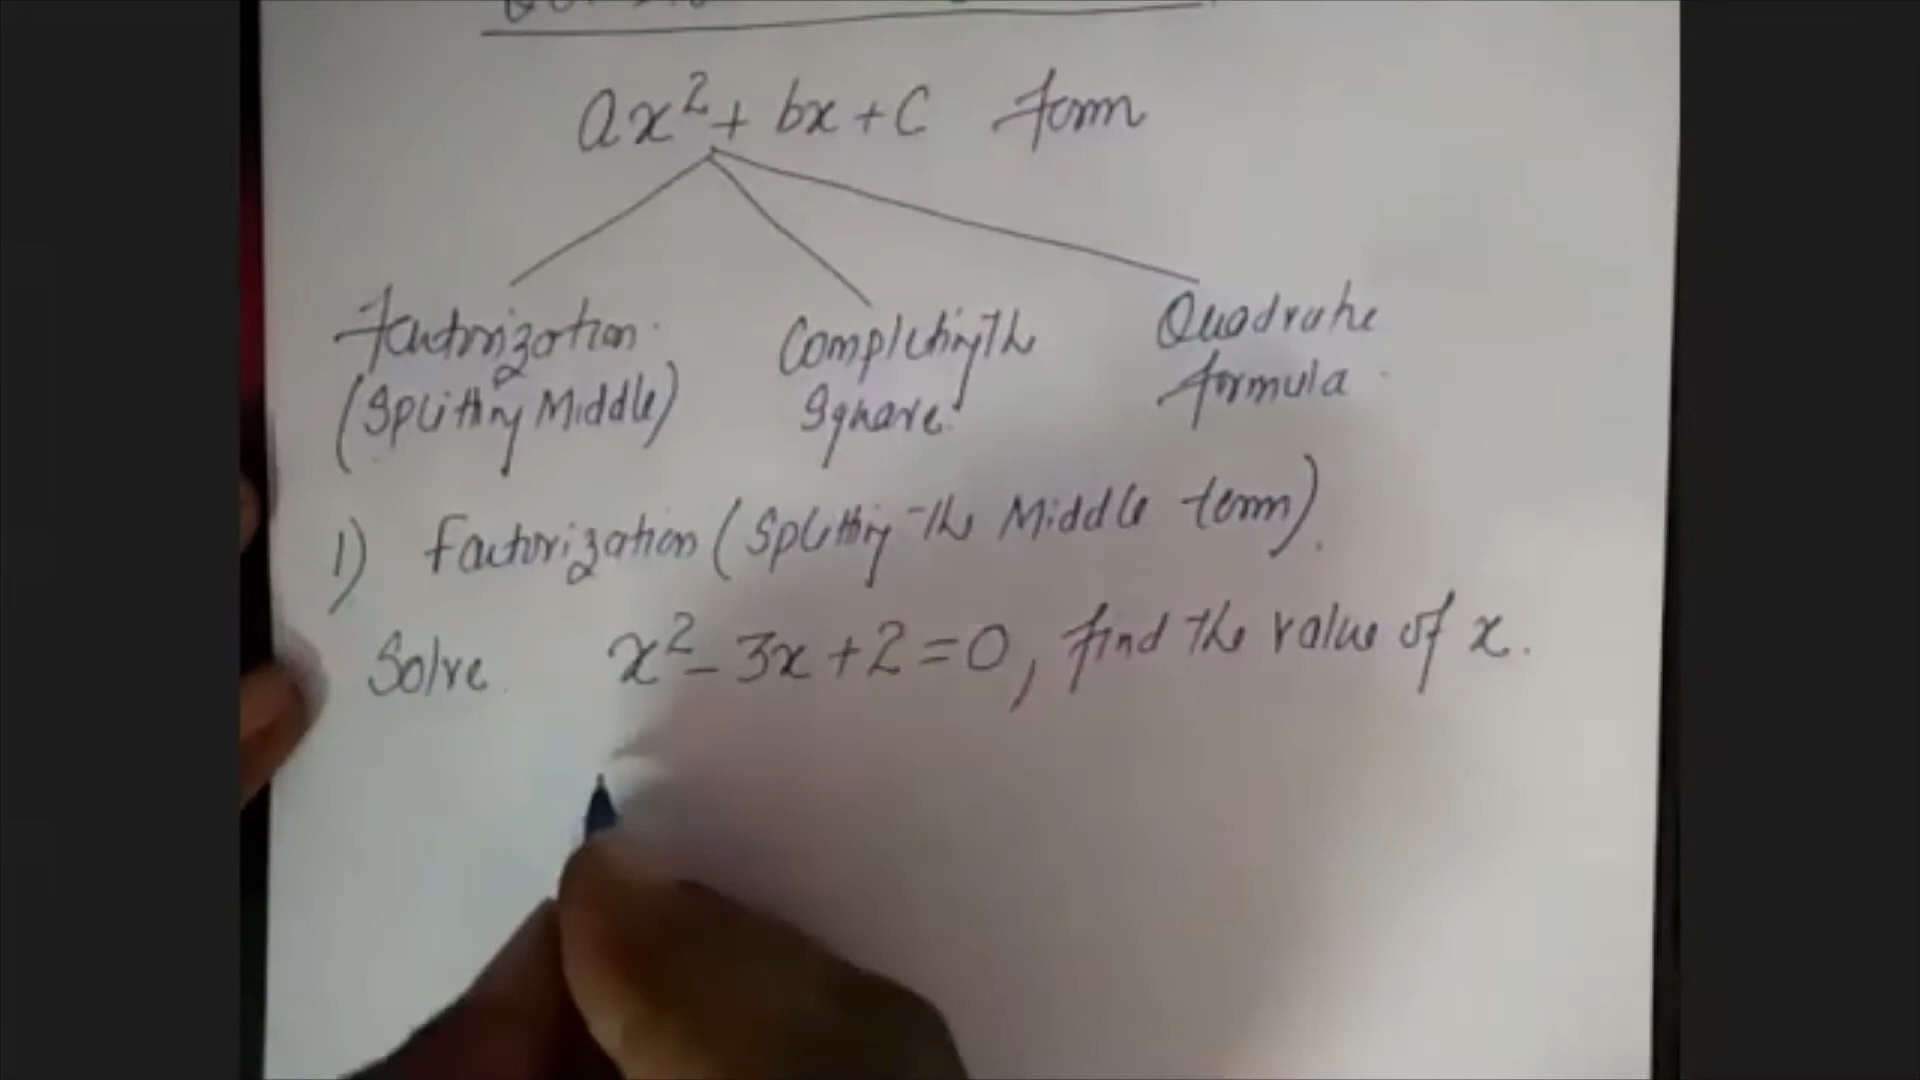 ax² + bx + C form
Factorization Completing The Quadratic
(Splitting Middle) Square. formula.
1) Factorization (Splitting The Middle term).
Solve. x² - 3x + 2 = 0, find the value of x.